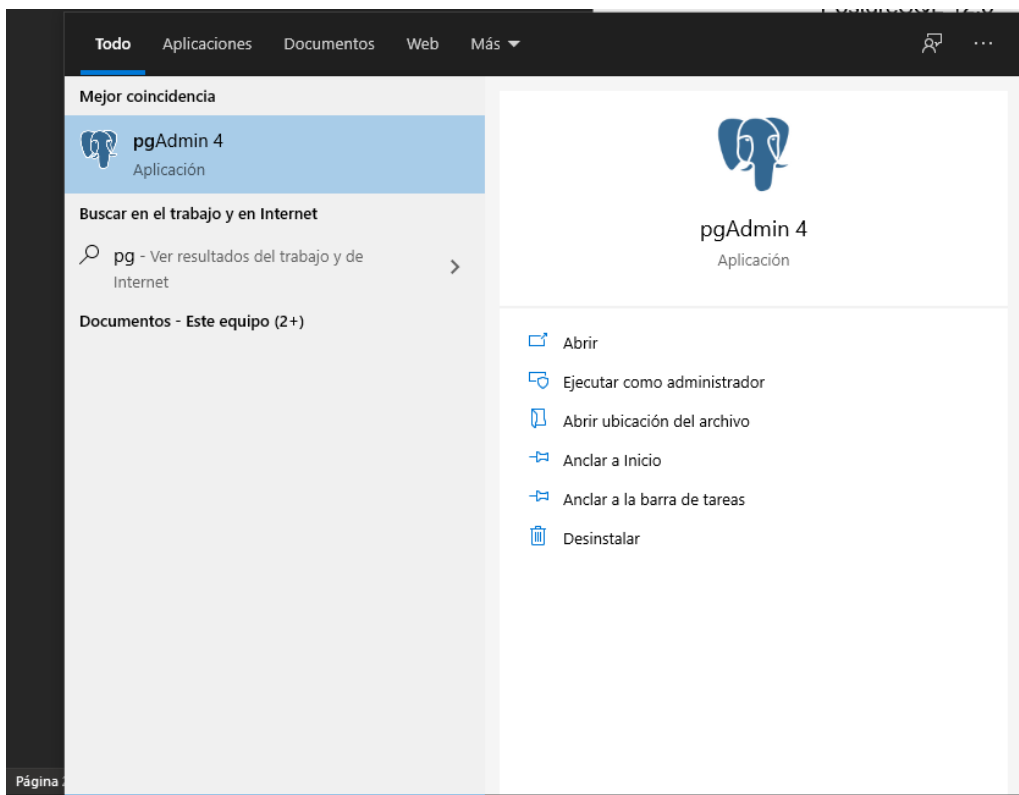 Todo Aplicaciones Documentos Web Más
Mejor coincidencia
pgAdmin 4
Aplicación
Buscar en el trabajo y en Internet
pg - Ver resultados del trabajo y de
Internet
Documentos - Este equipo (2+)
pgAdmin 4
Aplicación
Abrir
Ejecutar como administrador
Abrir ubicación del archivo
Anclar a Inicio
Anclar a la barra de tareas
Desinstalar
Página